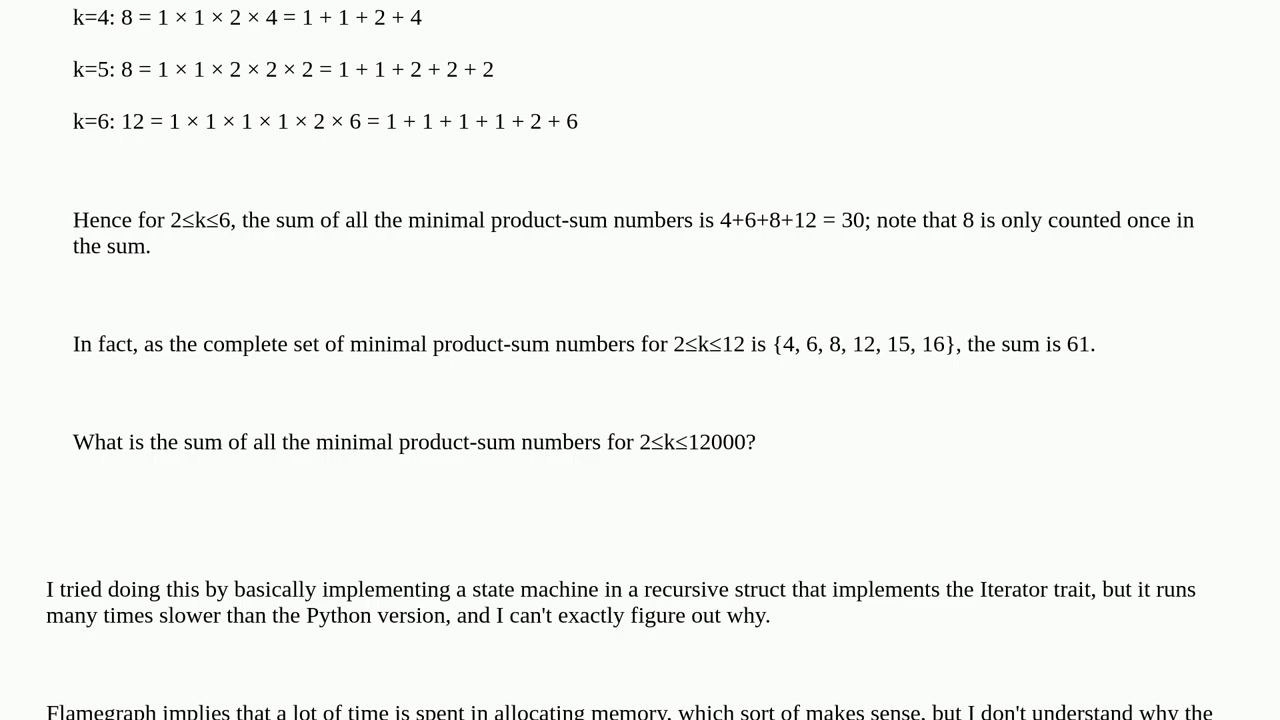 k=4: 8 = 1 × 1 × 2 × 4 = 1 + 1 + 2 + 4
k=5: 8 = 1 × 1 × 2 × 2 × 2 = 1 + 1 + 2 + 2 + 2
k=6: 12 = 1 × 1 × 1 × 1 × 2 × 6 = 1 + 1 + 1 + 1 + 2 + 6
Hence for 2≤k≤6, the sum of all the minimal product-sum numbers is 4+6+8+12 = 30; note that 8 is only counted once in
the sum.
In fact, as the complete set of minimal product-sum numbers for 2≤k≤12 is {4, 6, 8, 12, 15, 16}, the sum is 61.
What is the sum of all the minimal product-sum numbers for 2≤k≤12000?
I tried doing this by basically implementing a state machine in a recursive struct that implements the Iterator trait, but it runs
many times slower than the Python version, and I can't exactly figure out why.
Flamegraph implies that a lot of time is spent in allocating memory, which sort of makes sense, but I don't understand why the